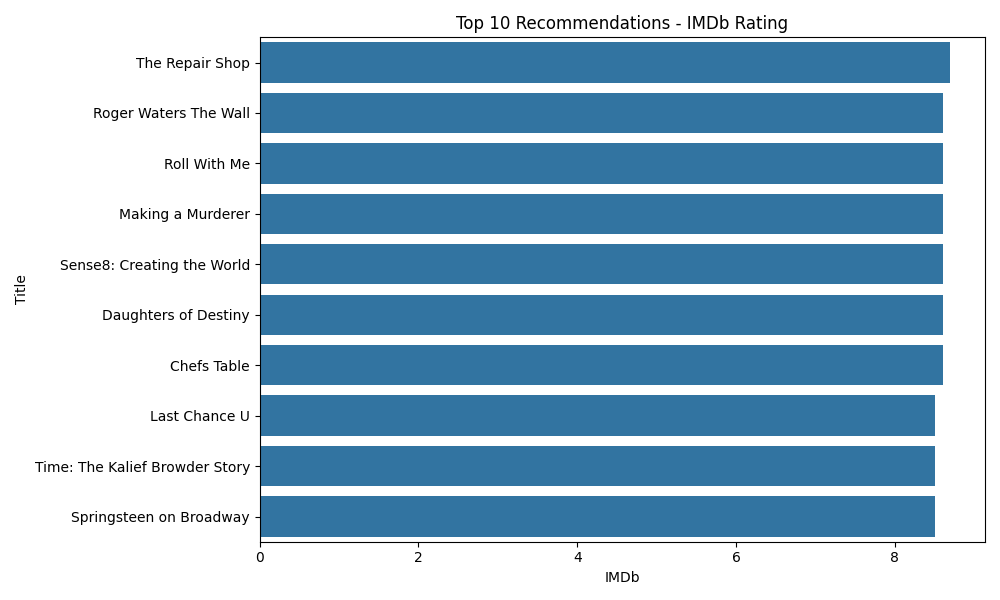 Top 10 Recommendations - IMDb Rating
Title
The Repair Shop
Roger Waters The Wall
Roll With Me
Making a Murderer
Sense8: Creating the World
Daughters of Destiny
Chefs Table
Last Chance U
Time: The Kalief Browder Story
Springsteen on Broadway
0 2 4 6 8
IMDb